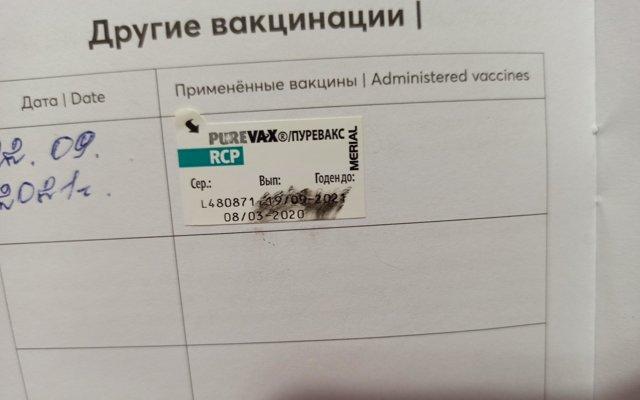 Другие вакцинации |
Дата | Date
Применённые вакцины | Administered vaccines
2. 09.
2021г.
PUREVAX®/ПУРЕВАКС
RCP
MERIAL
Сер.: Вып: Годен до:
L480871 19/09-2021
08/03-2020